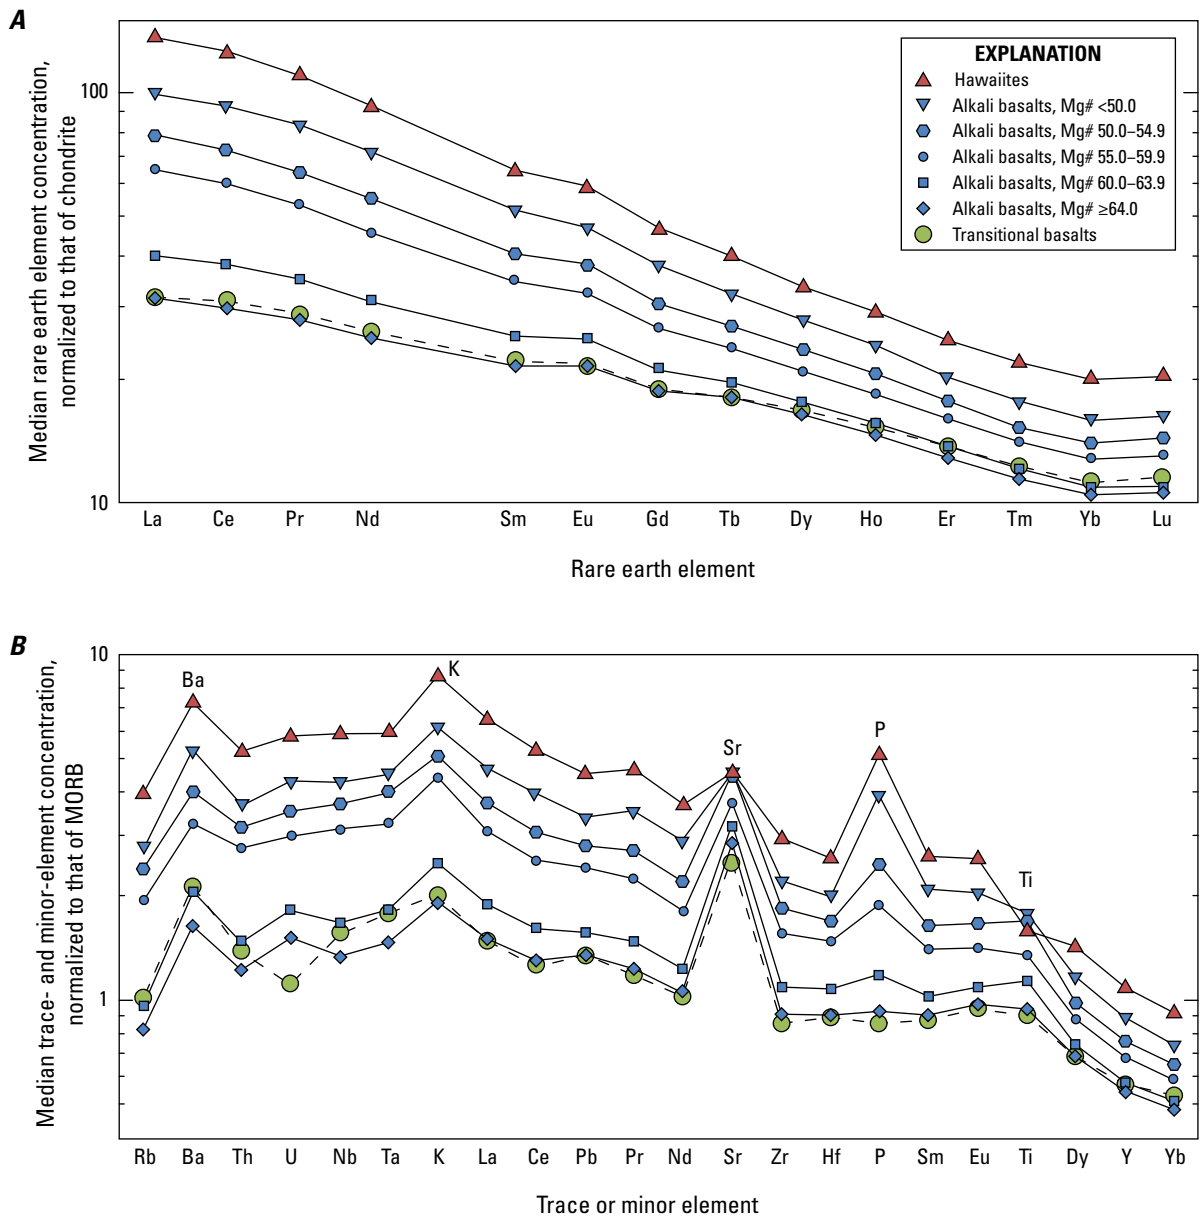 A
Median rare earth element concentration,
normalized to that of chondrite
100
10
EXPLANATION
Hawaiites
Alkali basalts, Mg# <50.0
Alkali basalts, Mg# 50.0–54.9
Alkali basalts, Mg# 55.0–59.9
Alkali basalts, Mg# 60.0–63.9
Alkali basalts, Mg# ≥64.0
Transitional basalts
La Ce Pr Nd Sm Eu Gd Tb Dy Ho Er Tm Yb Lu
Rare earth element
B
Median trace- and minor-element concentration,
normalized to that of MORB
10
1
Ba
K
Sr
P
Ti
Rb Ba Th U Nb Ta K La Ce Pb Pr Nd Sr Zr Hf P Sm Eu Ti Dy Y Yb
Trace or minor element